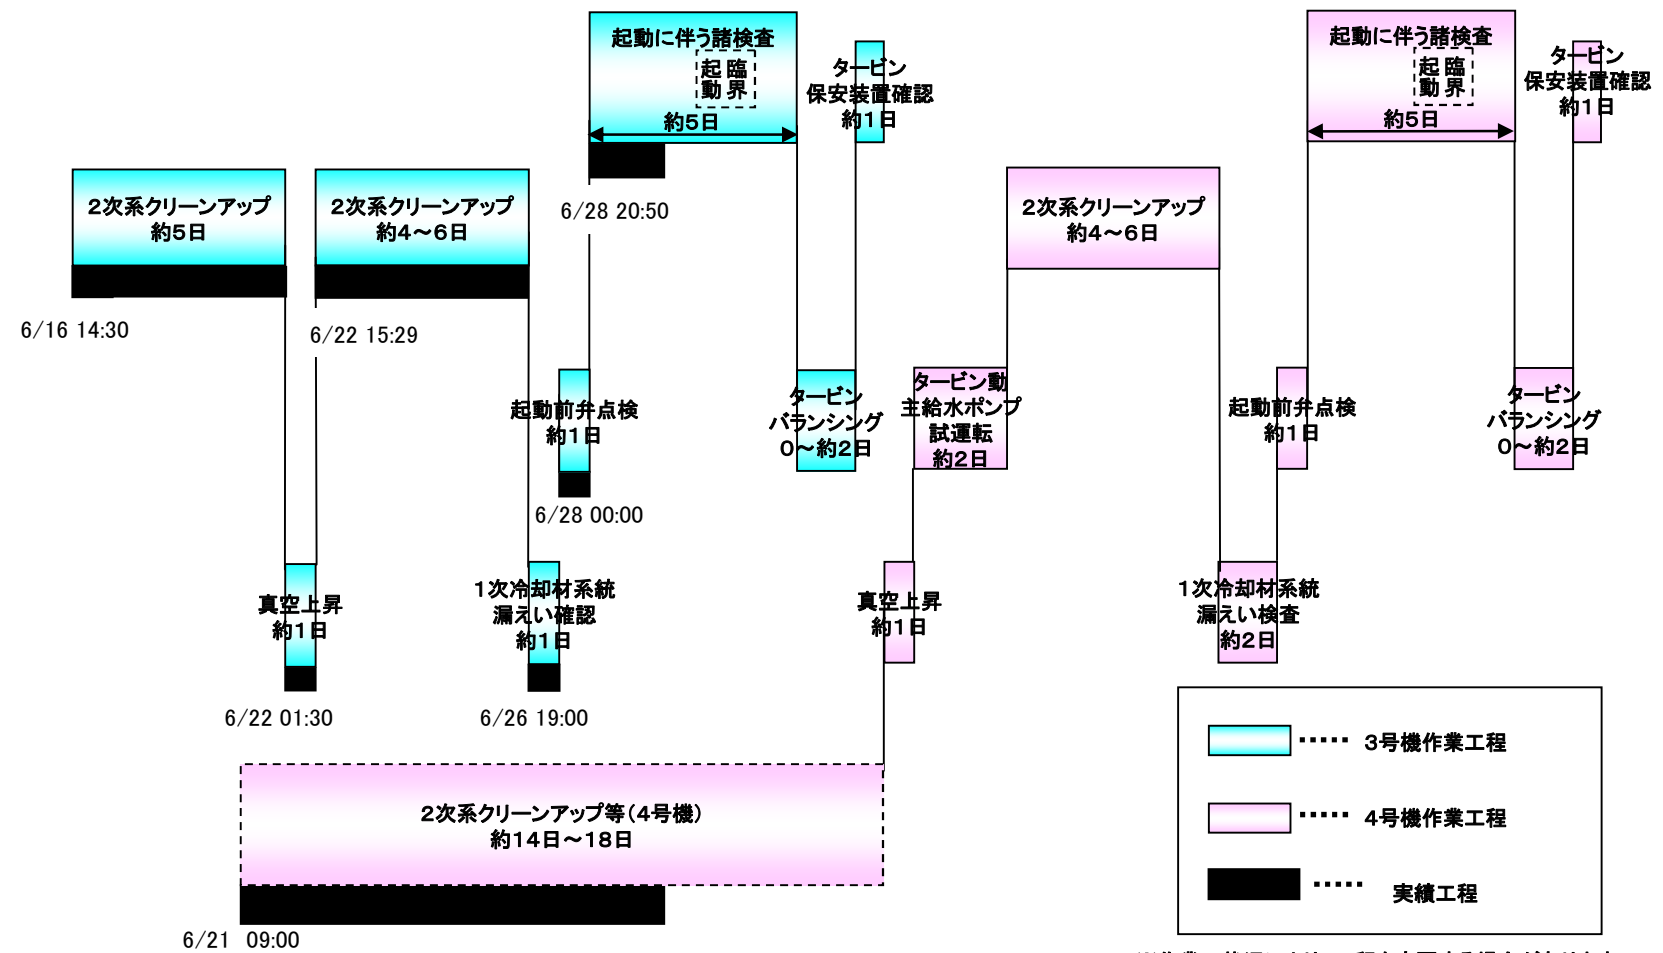 起動に伴う諸検査
起 臨
動 界
約5日
6/28 20:50
タービン
保安装置確認
約1日
起動に伴う諸検査
起 臨
動 界
約5日
タービン
保安装置確認
約1日
2次系クリーンアップ
約5日
6/16 14:30
2次系クリーンアップ
約4～6日
6/22 15:29
2次系クリーンアップ
約4～6日
起動前弁点検
約1日
6/28 00:00
タービン
バランシング
0～約2日
タービン動
主給水ポンプ
試運転
約2日
起動前弁点検
約1日
タービン
バランシング
0～約2日
真空上昇
約1日
6/22 01:30
1次冷却材系統
漏えい確認
約1日
6/26 19:00
真空上昇
約1日
1次冷却材系統
漏えい検査
約2日
2次系クリーンアップ等(4号機)
約14日～18日
6/21 09:00
3号機作業工程
4号機作業工程
実績工程